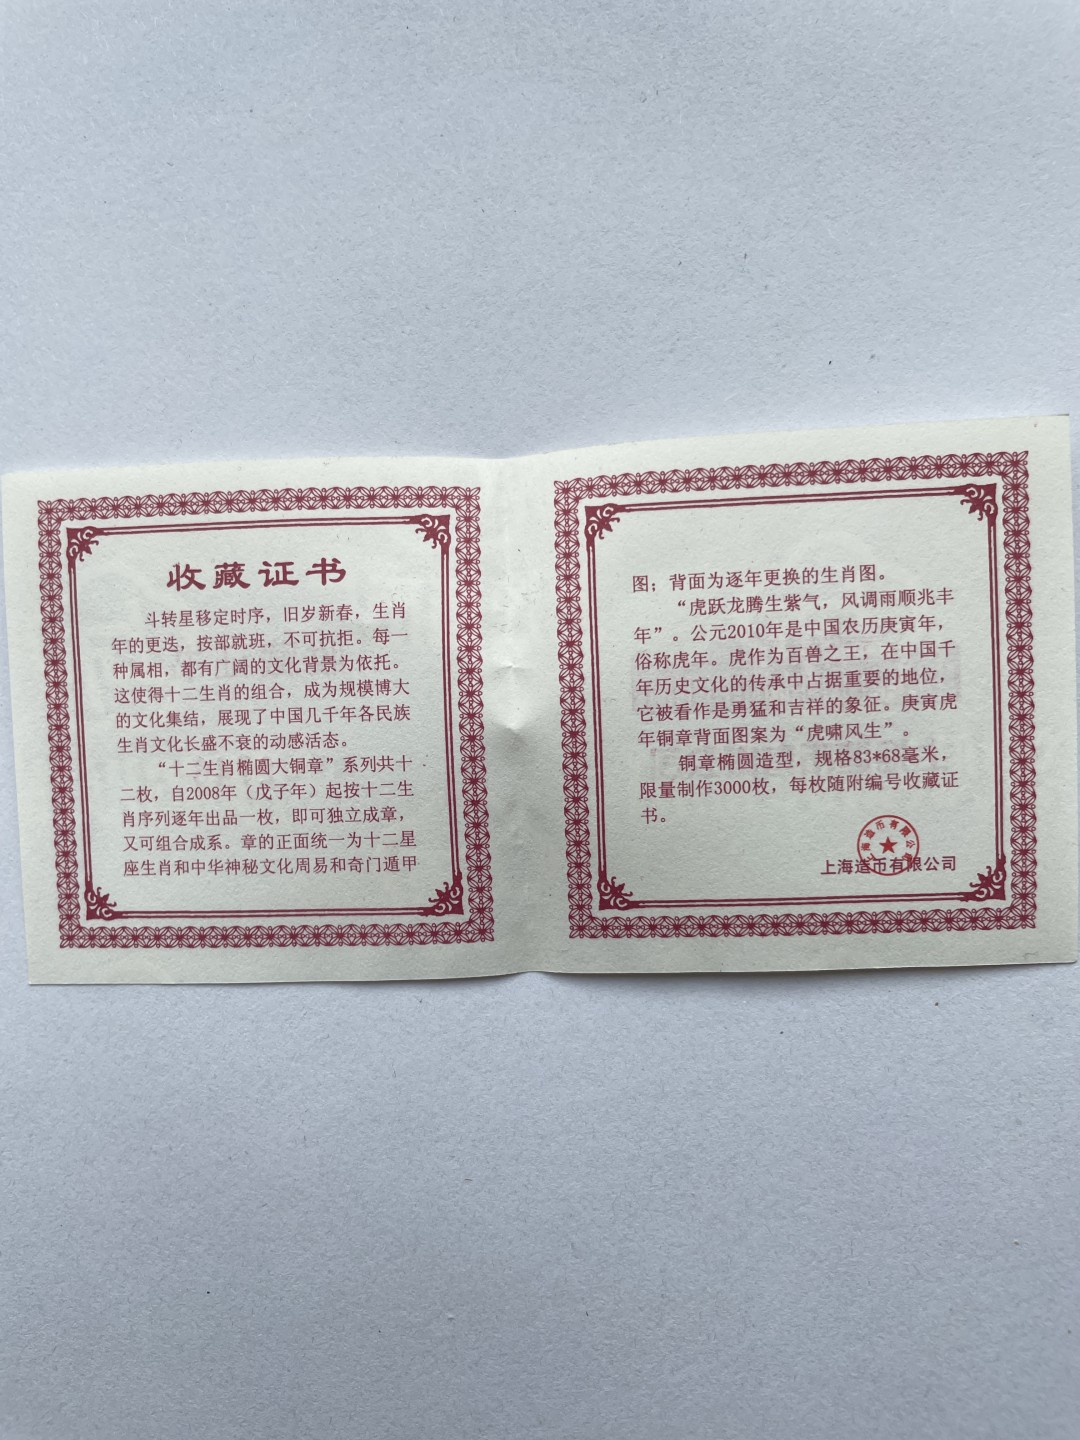 收藏证书
斗转星移定时序，旧岁新春，生肖
年的更迭，按部就班，不可抗拒。每一
种属相，都有广阔的文化背景为依托。
这使得十二生肖的组合，成为规模博大
的文化集结，展现了中国几千年各民族
生肖文化长盛不衰的动感活态。
“十二生肖椭圆大铜章”系列共十
二枚，自2008年（戊子年）起按十二生
肖序列逐年出品一枚，即可独立成章，
又可组合成系。章的正面统一为十二星
座生肖和中华神秘文化周易和奇门遁甲
图；背面为逐年更换的生肖图。
“虎跃龙腾生紫气，风调雨顺兆丰
年”。公元2010年是中国农历庚寅年，
俗称虎年。虎作为百兽之王，在中国千
年历史文化的传承中占据重要的地位，
它被看作是勇猛和吉祥的象征。庚寅虎
年铜章背面图案为“虎啸风生”。
铜章椭圆造型，规格83*68毫米，
限量制作3000枚，每枚随附编号收藏证
书。
上海造币有限公司